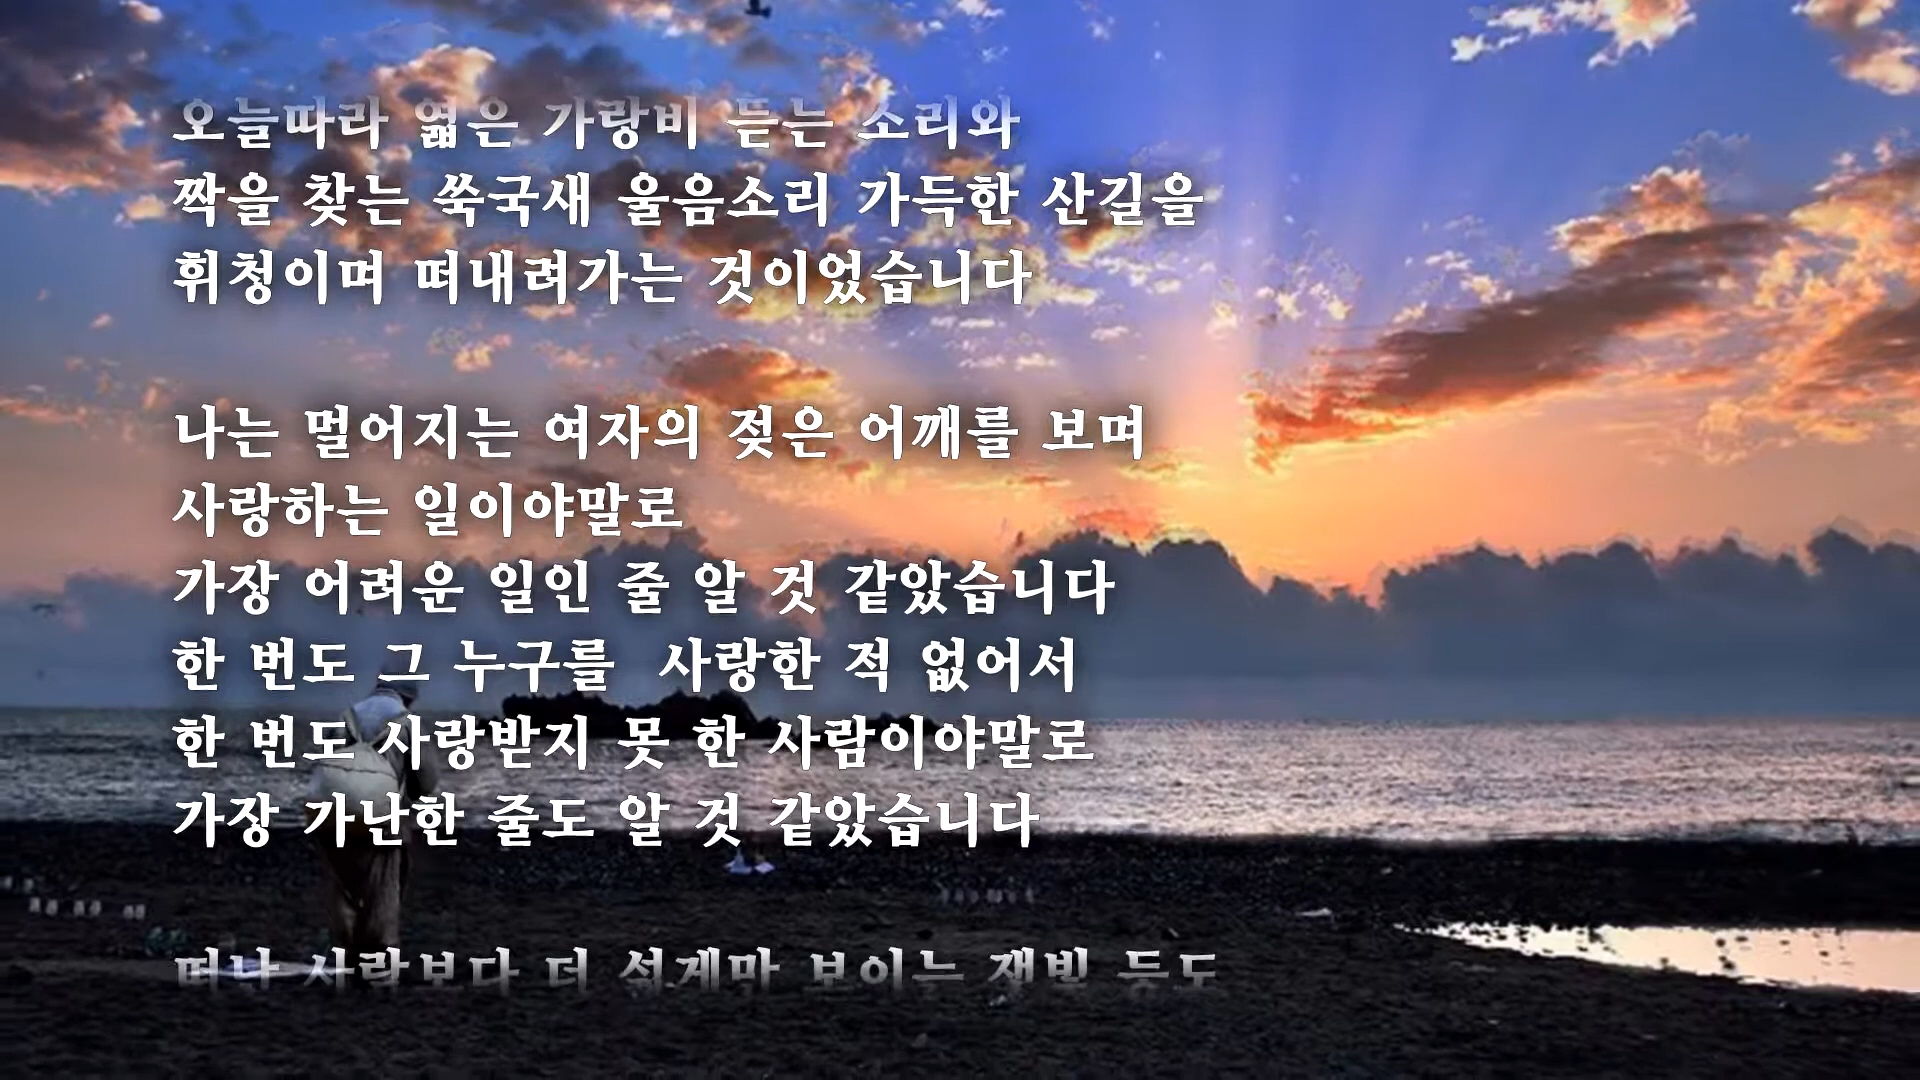 오늘따라 엷은 가랑비 듣는 소리와
짝을 찾는 쑥국새 울음소리 가득한 산길을
휘청이며 떠내려가는 것이었습니다
나는 멀어지는 여자의 젖은 어깨를 보며
사랑하는 일이야말로
가장 어려운 일인 줄 알 것 같았습니다
한 번도 그 누구를 사랑한 적 없어서
한 번도 사랑받지 못 한 사람이야말로
가장 가난한 줄도 알 것 같았습니다
떠난 사람보다 더 섧게만 보이는 잿빛 등도